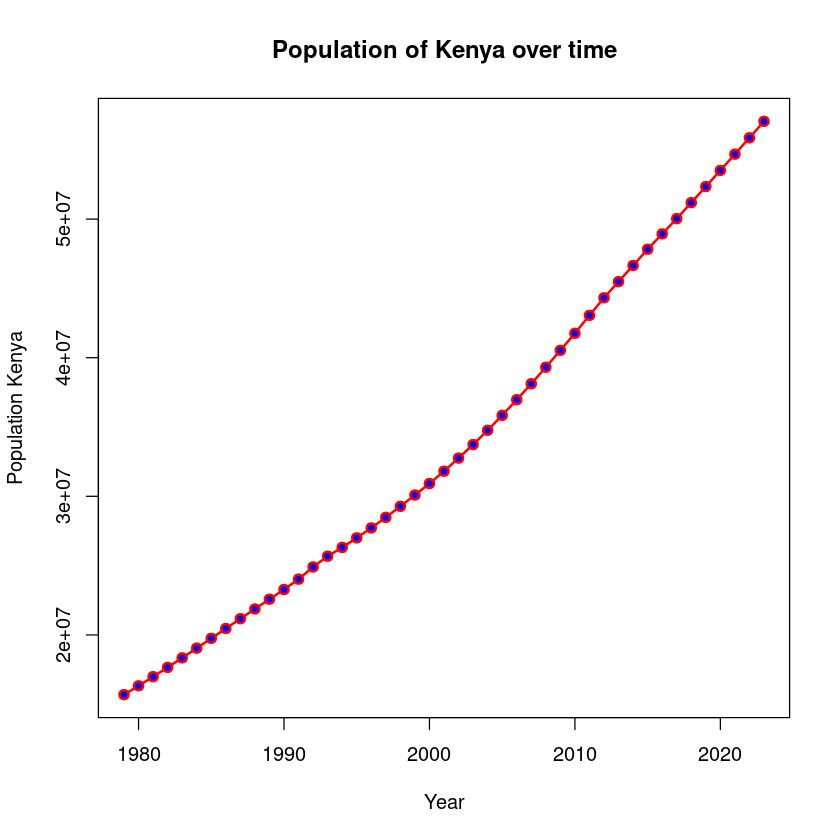 Population of Kenya over time
Population Kenya
5e+07
4e+07
3e+07
2e+07
1980
1990
2000
2010
2020
Year